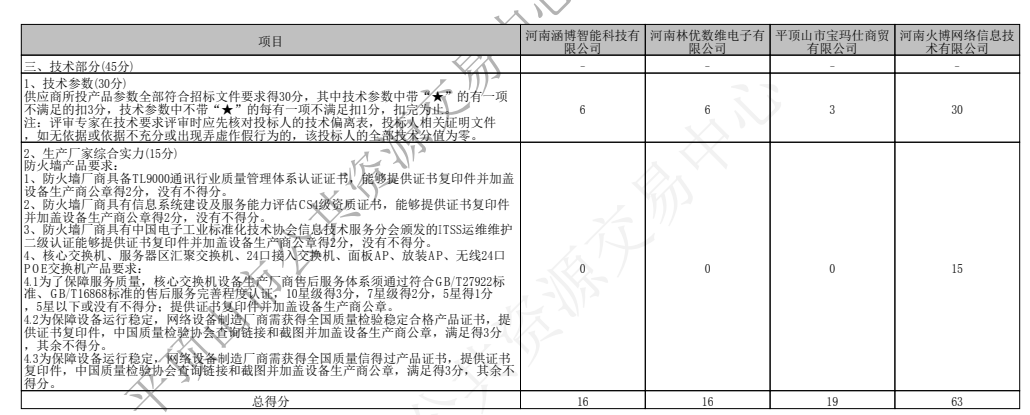 项目
河南涵博智能科技有限公司
河南林优数维电子有限公司
平顶山市宝玛仕商贸有限公司
河南火博网络信息技术有限公司
三、技术部分(45分)
－
－
－
－
1、技术参数(30分)
供应商所投产品参数全部符合招标文件要求得30分，其中技术参数中带“★”的有一项
不满足的扣3分，技术参数中不带“★”的每有一项不满足扣1分，扣完为止。
注：评审专家在技术要求评审时应先核对投标人的技术偏离表，投标人相关证明文件
，如无依据或依据不充分或出现弄虚作假行为的，该投标人的全部技术分值为零。
6
6
3
30
2、生产厂家综合实力(15分)
防火墙产品要求：
1、防火墙厂商具备TL9000通讯行业质量管理体系认证证书，能够提供证书复印件并加盖
设备生产商公章得2分，没有不得分。
2、防火墙厂商具有信息系统建设及服务能力评估CS4级资质证书，能够提供证书复印件
并加盖设备生产商公章得2分，没有不得分。
3、防火墙厂商具有中国电子工业标准化技术协会信息技术服务分会颁发的ITSS运维维护
二级认证能够提供证书复印件并加盖设备生产商公章得2分，没有不得分。
4、核心交换机、服务器区汇聚交换机、24口接入交换机、面板AP、放装AP、无线24口
POE交换机产品要求：
4.1为了保障服务质量，核心交换机设备生产厂商售后服务体系须通过符合GB/T27922标
准、GB/T16868标准的售后服务完善程度认证，10星级得3分，7星级得2分，5星得1分
，5星以下或没有不得分；提供证书复印件并加盖设备生产商公章。
4.2为保障设备运行稳定，网络设备制造厂商需获得全国质量检验稳定合格产品证书，提
供证书复印件，中国质量检验协会查询链接和截图并加盖设备生产商公章，满足得3分
，其余不得分。
4.3为保障设备运行稳定，网络设备制造厂商需获得全国质量信得过产品证书，提供证书
复印件，中国质量检验协会查询链接和截图并加盖设备生产商公章，满足得3分，其余不
得分。
0
0
0
15
总得分
16
16
19
63
平顶山市公共资源交易中心
公共资源交易中心